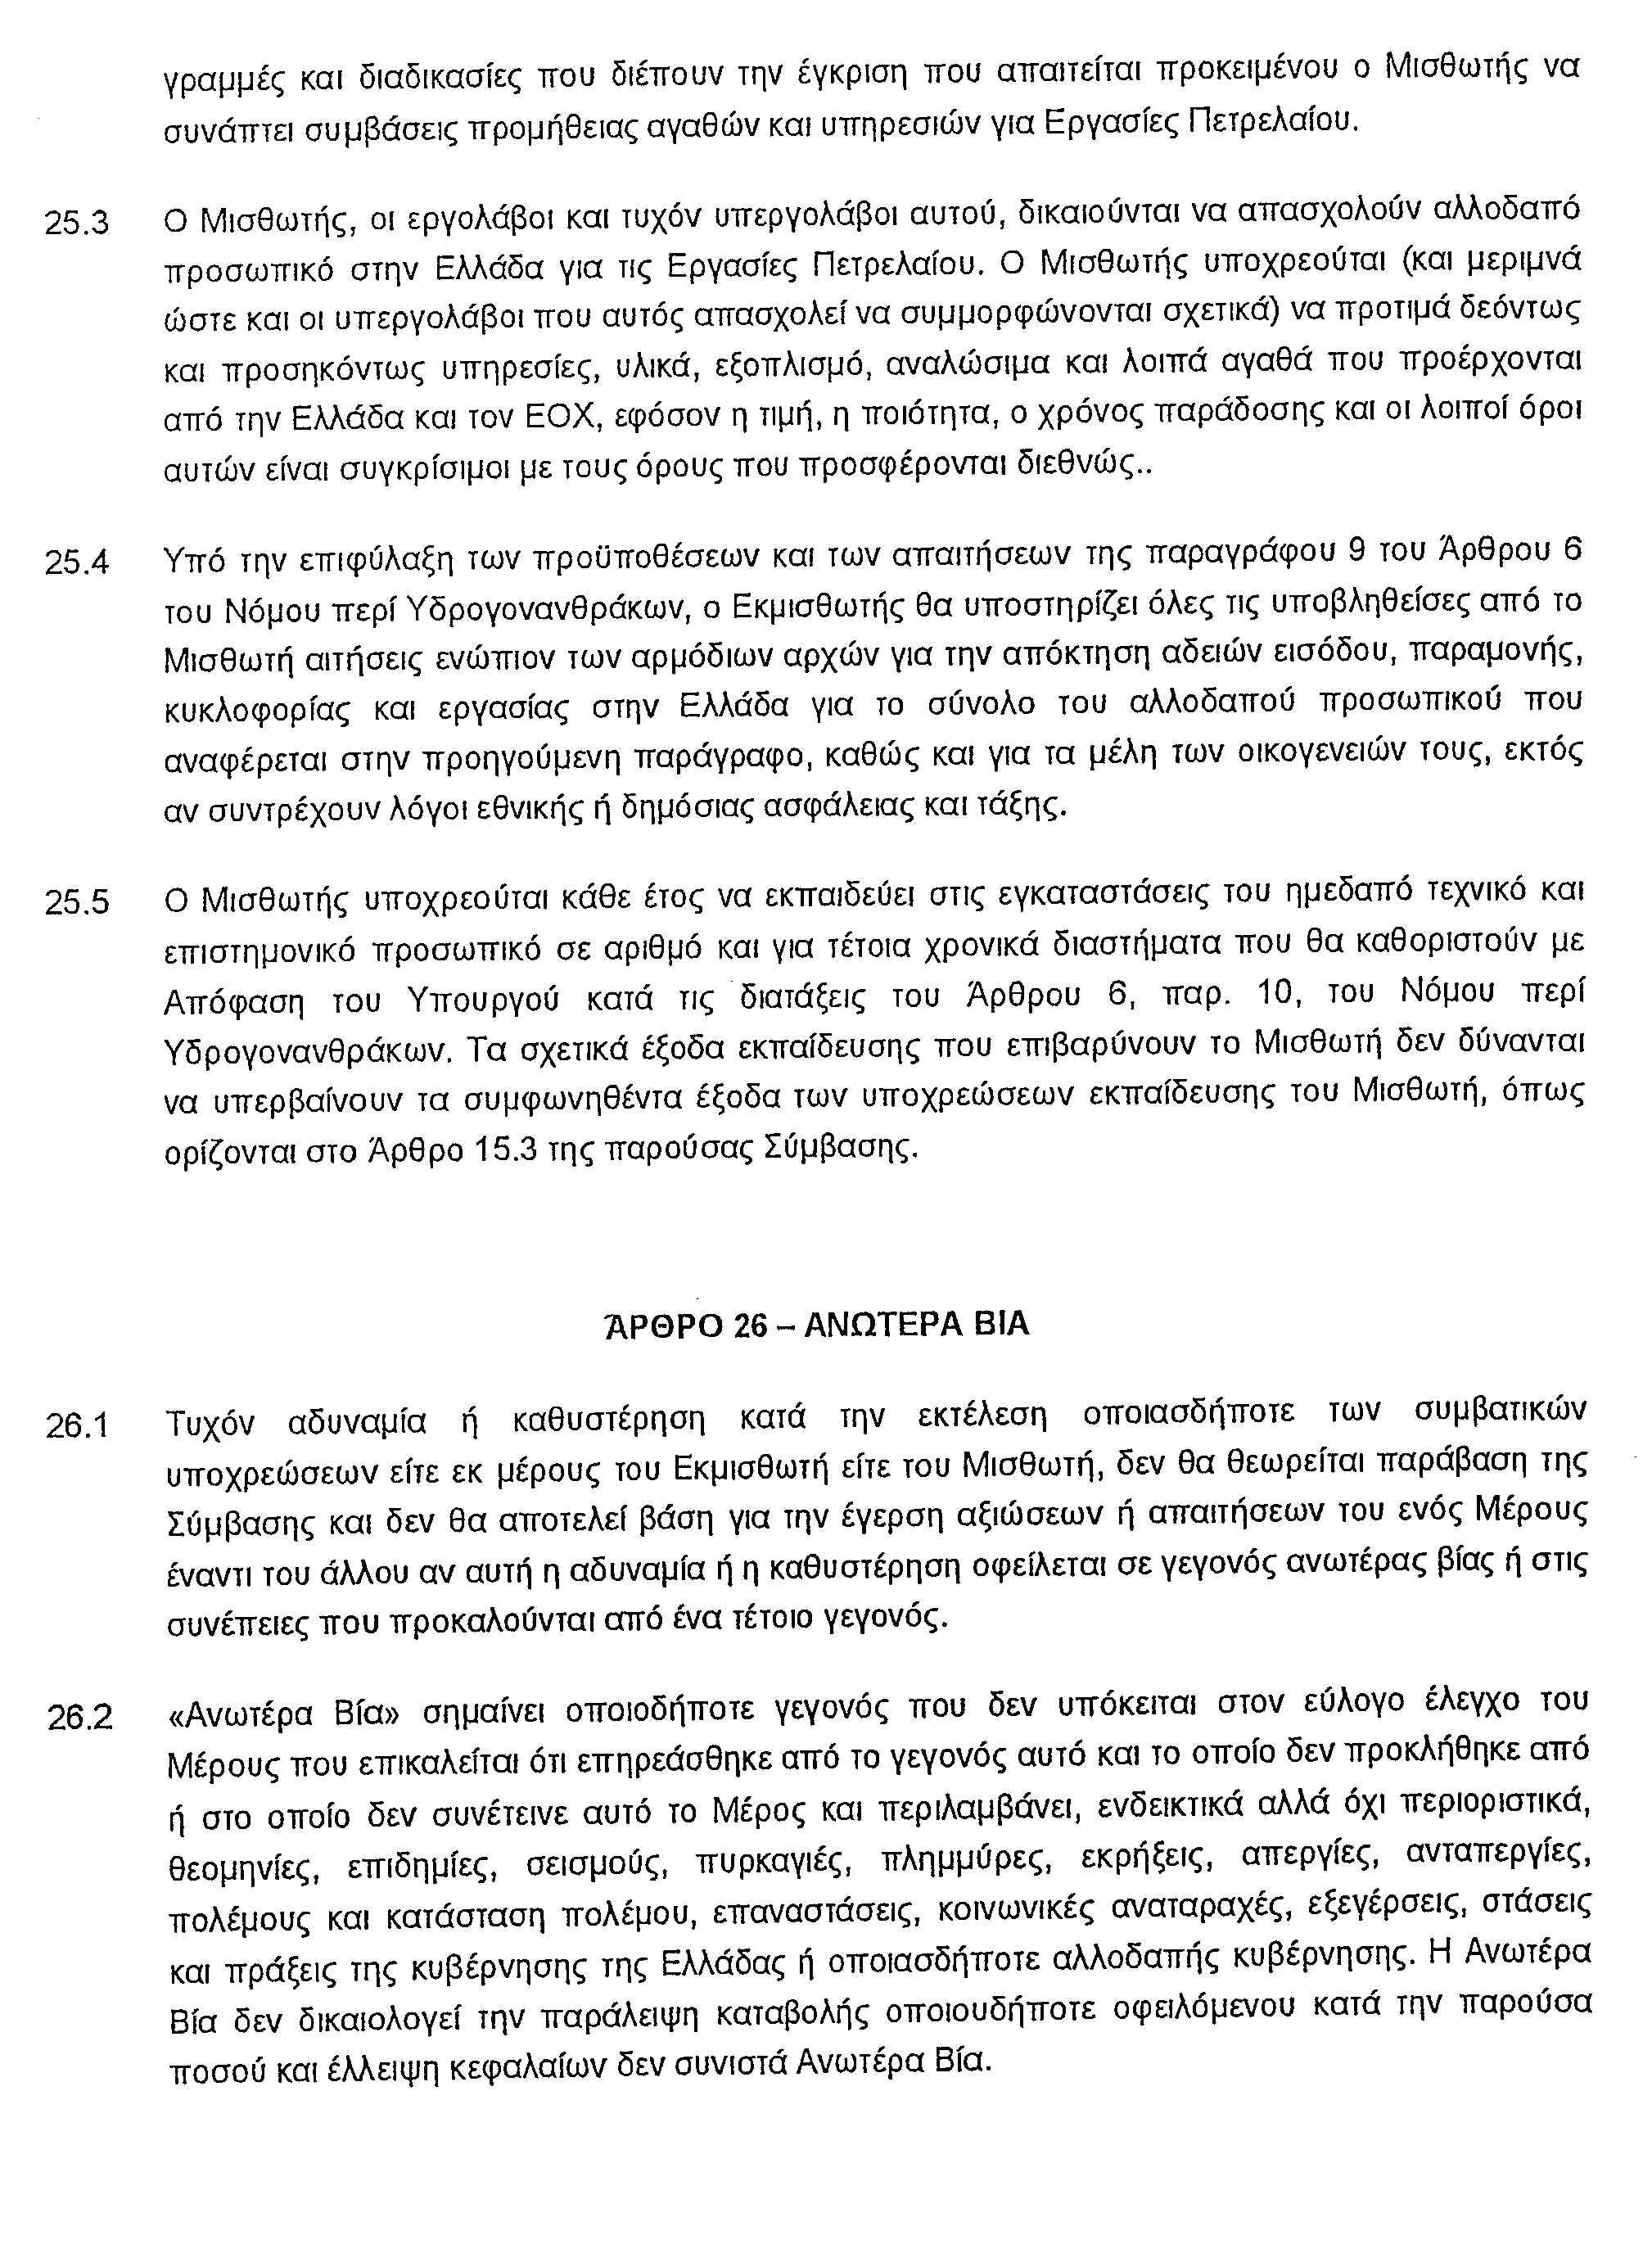 γραμμές και διαδικασίες που διέπουν την έγκριση που απαιτείται προκειμένου ο Μισθωτής να
συνάπτει συμβάσεις προμήθειας αγαθών και υπηρεσιών για Εργασίες Πετρελαίου.
25.3 Ο Μισθωτής, οι εργολάβοι και τυχόν υπεργολάβοι αυτού, δικαιούνται να απασχολούν αλλοδαπό
προσωπικό στην Ελλάδα για τις Εργασίες Πετρελαίου. Ο Μισθωτής υποχρεούται (και μεριμνά
ώστε και οι υπεργολάβοι που αυτός απασχολεί να συμμορφώνονται σχετικά) να προτιμά δεόντως
και προσηκόντως υπηρεσίες, υλικά, εξοπλισμό, αναλώσιμα και λοιπά αγαθά που προέρχονται
από την Ελλάδα και τον ΕΟΧ, εφόσον η τιμή, η ποιότητα, ο χρόνος παράδοσης και οι λοιποί όροι
αυτών είναι συγκρίσιμοι με τους όρους που προσφέρονται διεθνώς..
25.4 Υπό την επιφύλαξη των προϋποθέσεων και των απαιτήσεων της παραγράφου 9 του Άρθρου 6
του Νόμου περί Υδρογονανθράκων, ο Εκμισθωτής θα υποστηρίζει όλες τις υποβληθείσες από το
Μισθωτή αιτήσεις ενώπιον των αρμόδιων αρχών για την απόκτηση αδειών εισόδου, παραμονής,
κυκλοφορίας και εργασίας στην Ελλάδα για το σύνολο του αλλοδαπού προσωπικού που
αναφέρεται στην προηγούμενη παράγραφο, καθώς και για τα μέλη των οικογενειών τους, εκτός
αν συντρέχουν λόγοι εθνικής ή δημόσιας ασφάλειας και τάξης.
25.5 Ο Μισθωτής υποχρεούται κάθε έτος να εκπαιδεύει στις εγκαταστάσεις του ημεδαπό τεχνικό και
επιστημονικό προσωπικό σε αριθμό και για τέτοια χρονικά διαστήματα που θα καθοριστούν με
Απόφαση του Υπουργού κατά τις διατάξεις του Άρθρου 6, παρ. 10, του Νόμου περί
Υδρογονανθράκων. Τα σχετικά έξοδα εκπαίδευσης που επιβαρύνουν το Μισθωτή δεν δύνανται
να υπερβαίνουν τα συμφωνηθέντα έξοδα των υποχρεώσεων εκπαίδευσης του Μισθωτή, όπως
ορίζονται στο Άρθρο 15.3 της παρούσας Σύμβασης.
ΆΡΘΡΟ 26 – ΑΝΩΤΕΡΑ ΒΙΑ
26.1 Τυχόν αδυναμία ή καθυστέρηση κατά την εκτέλεση οποιασδήποτε των συμβατικών
υποχρεώσεων είτε εκ μέρους του Εκμισθωτή είτε του Μισθωτή, δεν θα θεωρείται παράβαση της
Σύμβασης και δεν θα αποτελεί βάση για την έγερση αξιώσεων ή απαιτήσεων του ενός Μέρους
έναντι του άλλου αν αυτή η αδυναμία ή η καθυστέρηση οφείλεται σε γεγονός ανωτέρας βίας ή στις
συνέπειες που προκαλούνται από ένα τέτοιο γεγονός.
26.2 «Ανωτέρα Βία» σημαίνει οποιοδήποτε γεγονός που δεν υπόκειται στον εύλογο έλεγχο του
Μέρους που επικαλείται ότι επηρεάσθηκε από το γεγονός αυτό και το οποίο δεν προκλήθηκε από
ή στο οποίο δεν συνέτεινε αυτό το Μέρος και περιλαμβάνει, ενδεικτικά αλλά όχι περιοριστικά,
θεομηνίες, επιδημίες, σεισμούς, πυρκαγιές, πλημμύρες, εκρήξεις, απεργίες, ανταπεργίες,
πολέμους και κατάσταση πολέμου, επαναστάσεις, κοινωνικές αναταραχές, εξεγέρσεις, στάσεις
και πράξεις της κυβέρνησης της Ελλάδας ή οποιασδήποτε αλλοδαπής κυβέρνησης. Η Ανωτέρα
Βία δεν δικαιολογεί την παράλειψη καταβολής οποιουδήποτε οφειλόμενου κατά την παρούσα
ποσού και έλλειψη κεφαλαίων δεν συνιστά Ανωτέρα Βία.